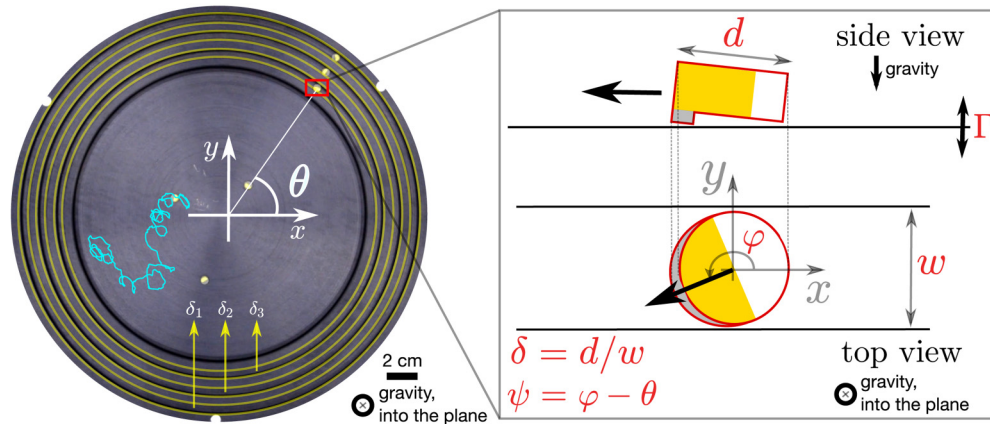 y
θ
x
δ₁ δ₂ δ₃
2 cm
gravity,
into the plane
d
side view
gravity
Γ
y
φ
x
w
δ = d/w
ψ = φ − θ
top view
gravity,
into the plane